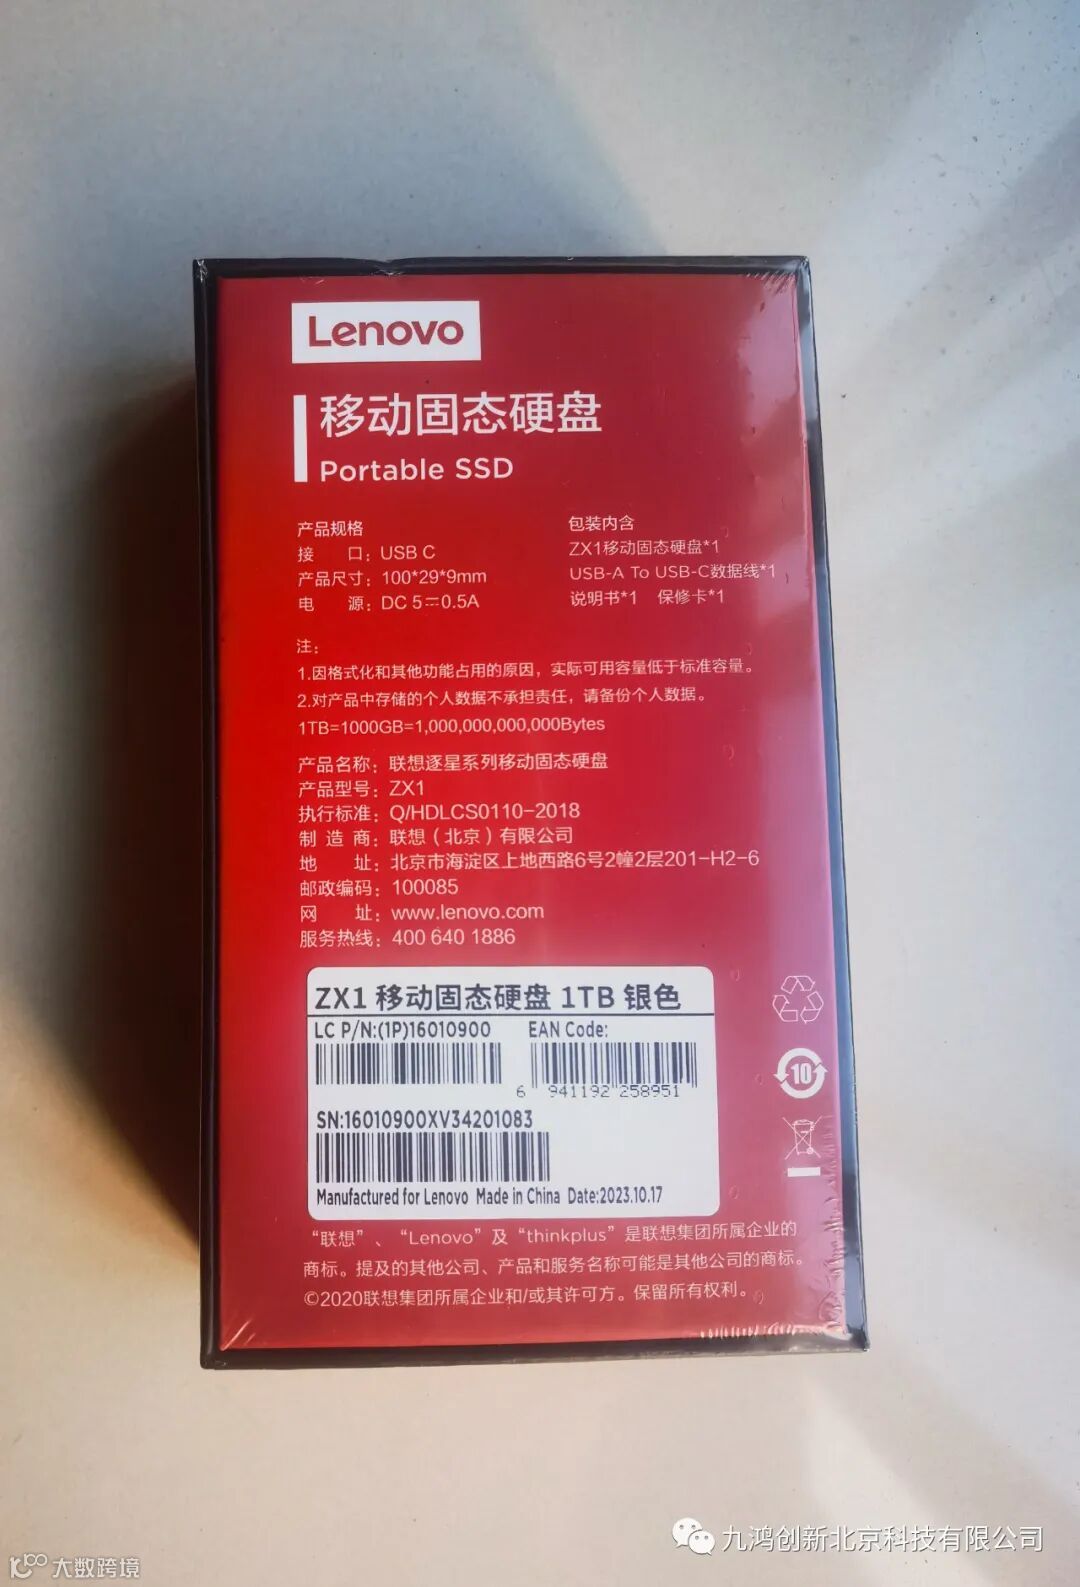 Lenovo
移动固态硬盘
Portable SSD
产品规格
接 口：USB C
产品尺寸：100*29*9mm
电 源：DC 5⎓0.5A
包装内含
ZX1移动固态硬盘*1
USB-A To USB-C数据线*1
说明书*1 保修卡*1
注：
1.因格式化和其他功能占用的原因，实际可用容量低于标准容量。
2.对产品中存储的个人数据不承担责任，请备份个人数据。
1TB=1000GB=1,000,000,000,000Bytes
产品名称：联想逐星系列移动固态硬盘
产品型号：ZX1
执行标准：Q/HDLCS0110-2018
制 造 商：联想（北京）有限公司
地 址：北京市海淀区上地西路6号2幢2层201-H2-6
邮政编码：100085
网 址：www.lenovo.com
服务热线：400 640 1886
ZX1 移动固态硬盘 1TB 银色
LC P/N:(1P)16010900 EAN Code:
6 941192 258951
SN:16010900XV34201083
Manufactured for Lenovo Made in China Date:2023.10.17
10
“联想”、“Lenovo”及“thinkplus”是联想集团所属企业的
商标。提及的其他公司、产品和服务名称可能是其他公司的商标。
©2020联想集团所属企业和/或其许可方。保留所有权利。
九鸿创新北京科技有限公司
大数跨境